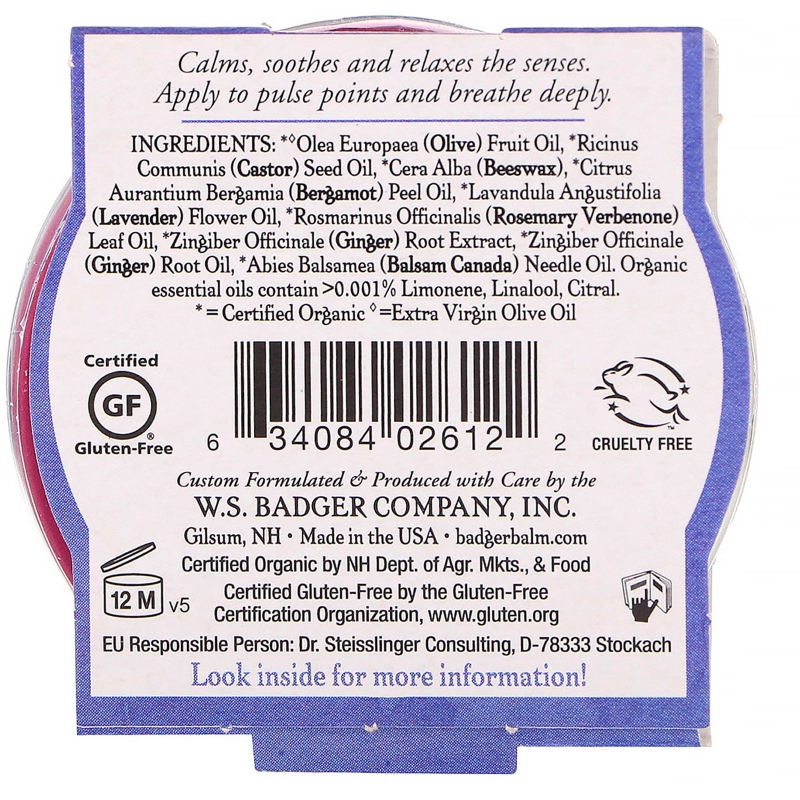 Calms, soothes and relaxes the senses.
Apply to pulse points and breathe deeply.
INGREDIENTS: *◊Olea Europaea (Olive) Fruit Oil, *Ricinus
Communis (Castor) Seed Oil, *Cera Alba (Beeswax), *Citrus
Aurantium Bergamia (Bergamot) Peel Oil, *Lavandula Angustifolia
(Lavender) Flower Oil, *Rosmarinus Officinalis (Rosemary Verbenone)
Leaf Oil, *Zingiber Officinale (Ginger) Root Extract, *Zingiber Officinale
(Ginger) Root Oil, *Abies Balsamea (Balsam Canada) Needle Oil. Organic
essential oils contain >0.001% Limonene, Linalool, Citral.
* = Certified Organic ◊ =Extra Virgin Olive Oil
Certified
GF
®
Gluten-Free
6 34084 02612 2
™
CRUELTY FREE
Custom Formulated & Produced with Care by the
W.S. BADGER COMPANY, INC.
Gilsum, NH • Made in the USA • badgerbalm.com
Certified Organic by NH Dept. of Agr. Mkts., & Food
Certified Gluten-Free by the Gluten-Free
Certification Organization, www.gluten.org
12 M v5
EU Responsible Person: Dr. Steisslinger Consulting, D-78333 Stockach
Look inside for more information!